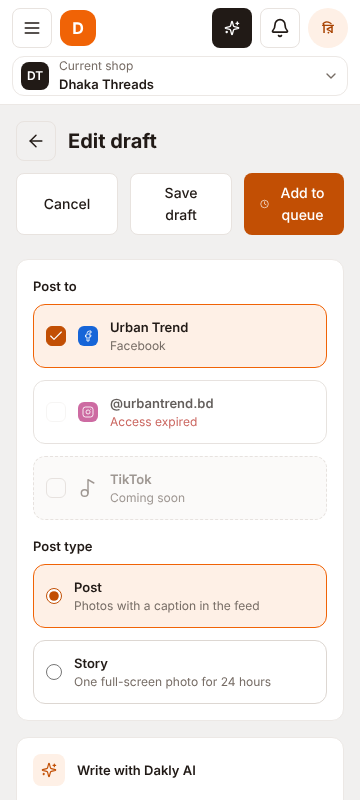 D
রি
DT
Current shop
Dhaka Threads
Edit draft
Cancel
Save
draft
Add to
queue
Post to
Urban Trend
Facebook
@urbantrend.bd
Access expired
TikTok
Coming soon
Post type
Post
Photos with a caption in the feed
Story
One full-screen photo for 24 hours
Write with Dakly AI